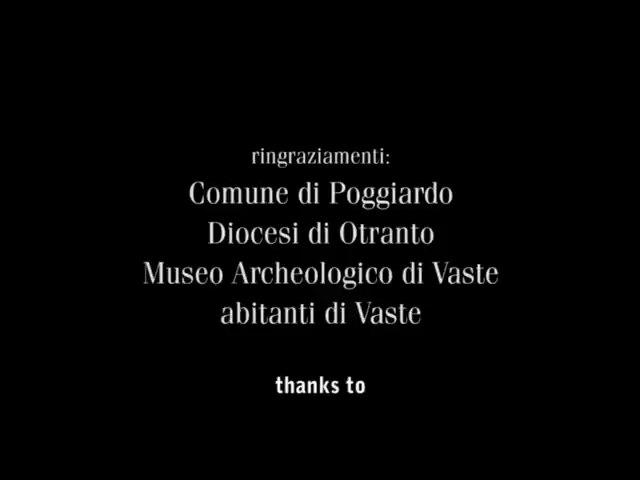 ringraziamenti:
Comune di Poggiardo
Diocesi di Otranto
Museo Archeologico di Vaste
abitanti di Vaste
thanks to